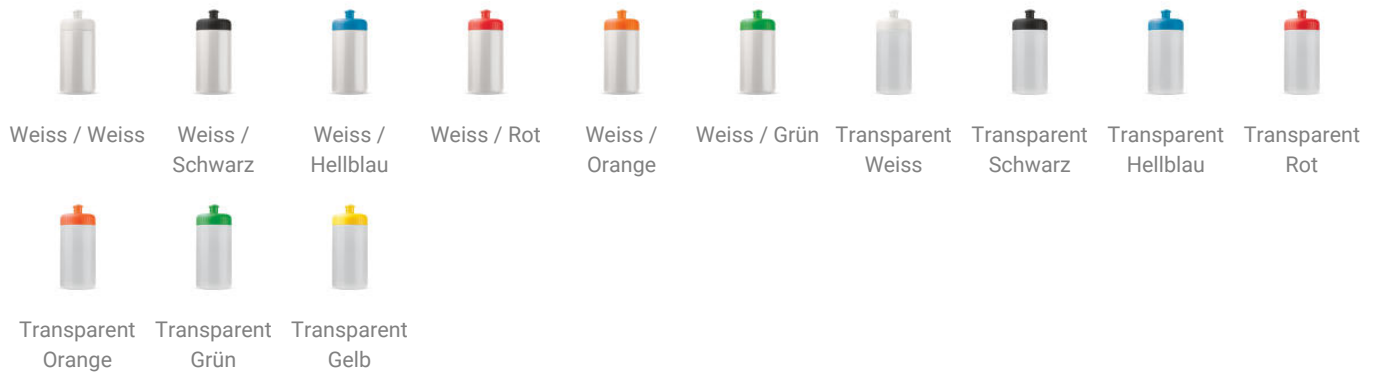 Weiss / Weiss
Weiss /
Schwarz
Weiss /
Hellblau
Weiss / Rot
Weiss /
Orange
Weiss / Grün
Transparent
Weiss
Transparent
Schwarz
Transparent
Hellblau
Transparent
Rot
Transparent
Orange
Transparent
Grün
Transparent
Gelb